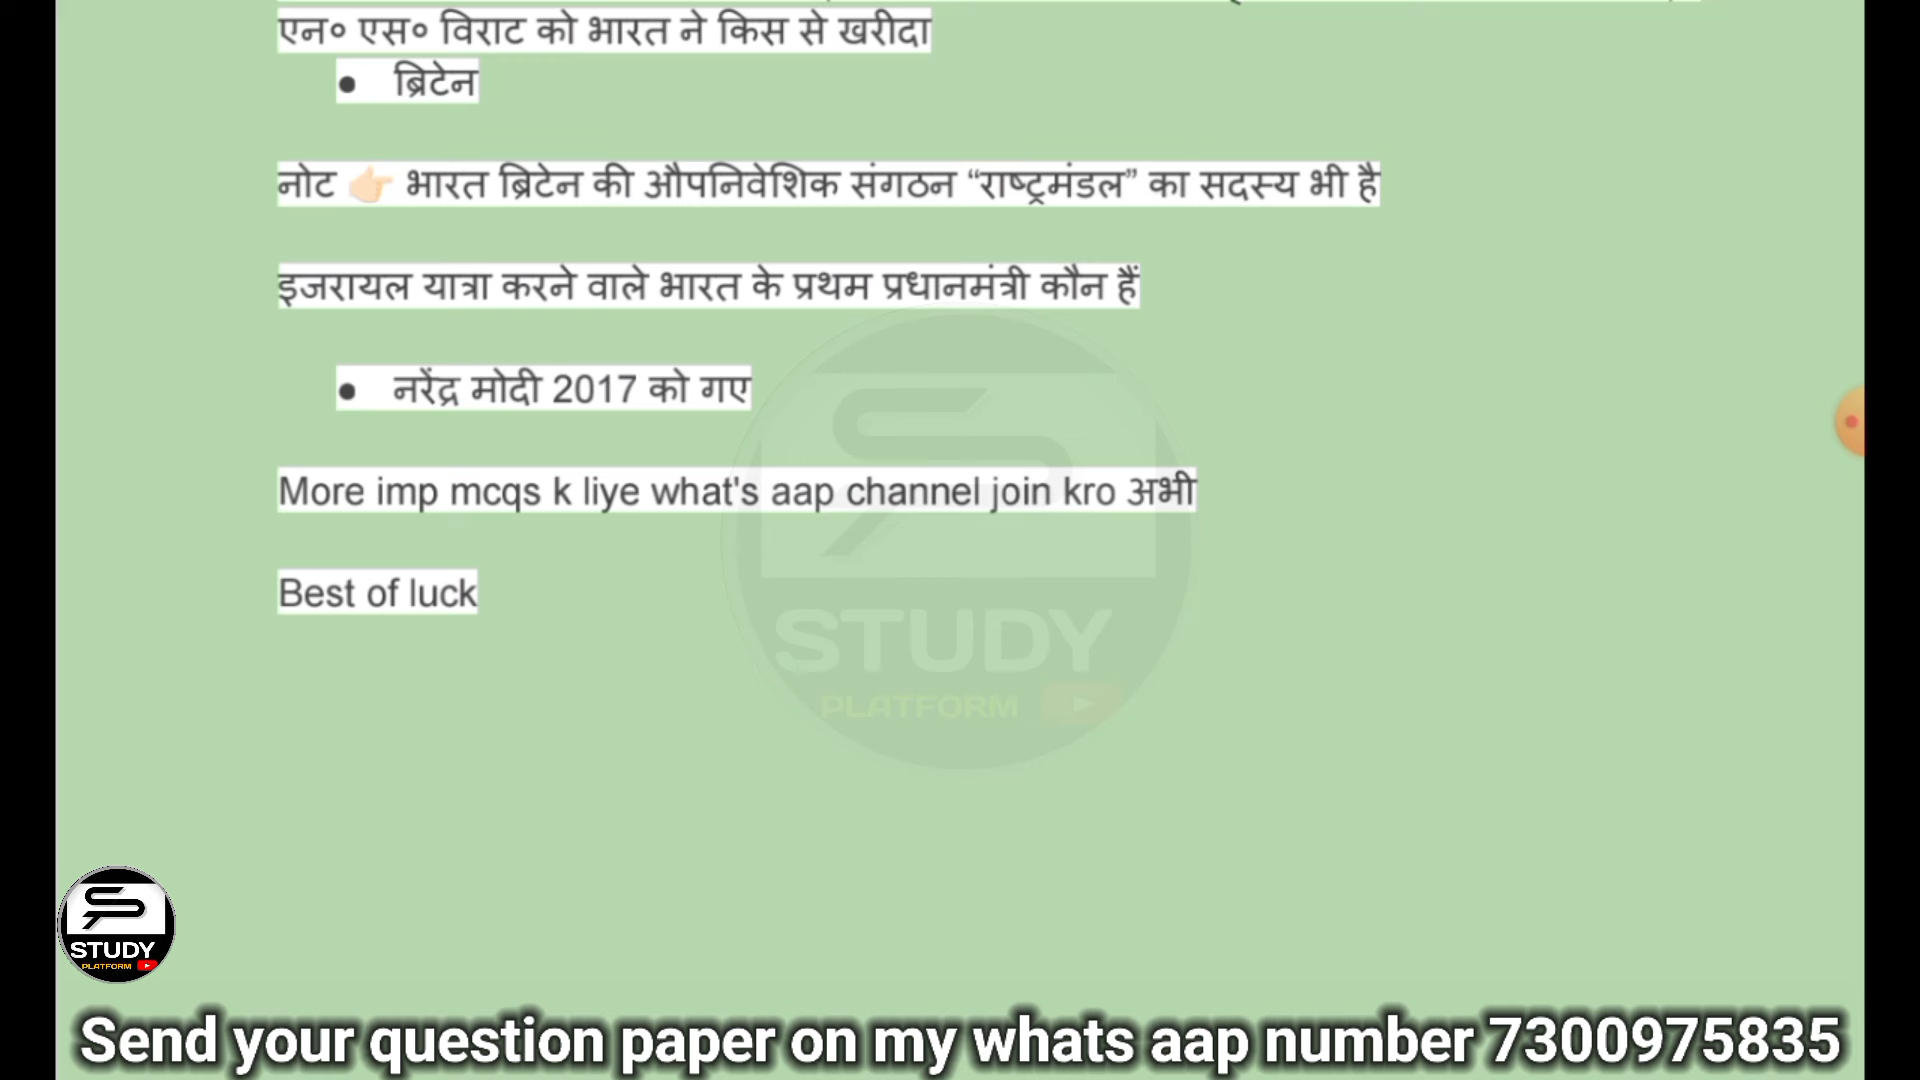 एन० एस० विराट को भारत ने किस से खरीदा
● ब्रिटेन
नोट 👉🏻 भारत ब्रिटेन की औपनिवेशिक संगठन “राष्ट्रमंडल” का सदस्य भी है
इजरायल यात्रा करने वाले भारत के प्रथम प्रधानमंत्री कौन हैं
● नरेंद्र मोदी 2017 को गए
More imp mcqs k liye what's aap channel join kro अभी
Best of luck
STUDY
PLATFORM
STUDY
PLATFORM
Send your question paper on my whats aap number 7300975835